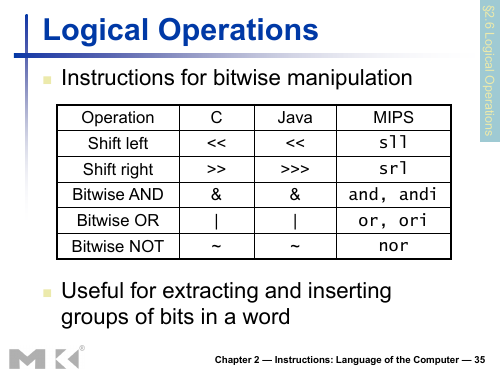 Logical Operations
§2.6 Logical Operations
Instructions for bitwise manipulation
Operation C Java MIPS
Shift left << << sll
Shift right >> >>> srl
Bitwise AND & & and, andi
Bitwise OR | | or, ori
Bitwise NOT ~ ~ nor
Useful for extracting and inserting
groups of bits in a word
MK®
Chapter 2 — Instructions: Language of the Computer — 35